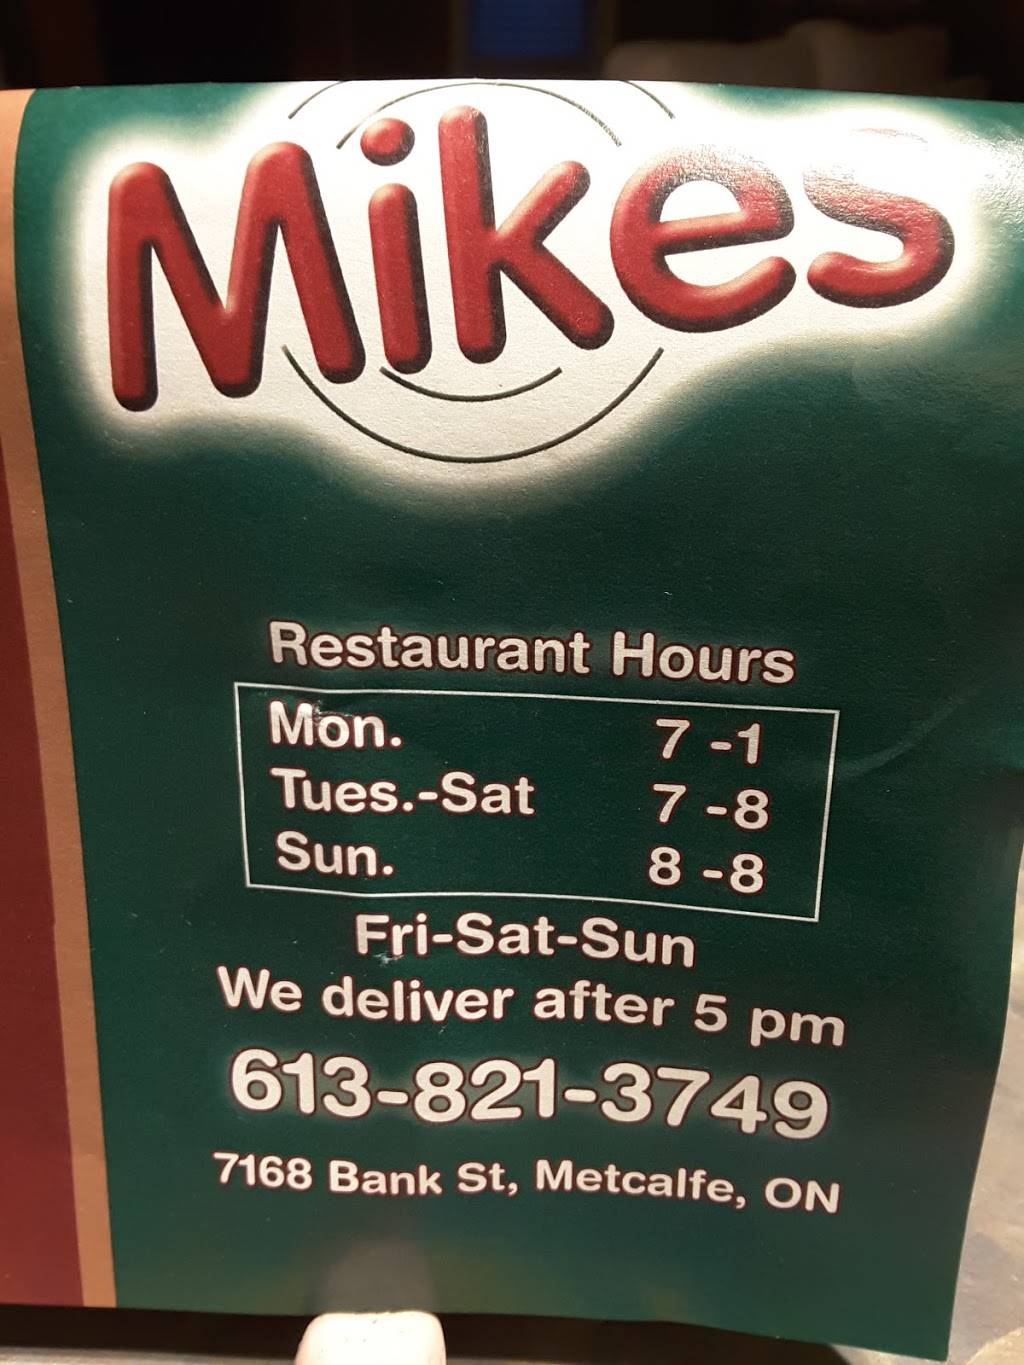 Mikes
Restaurant Hours
Mon. 7 -1
Tues.-Sat 7 -8
Sun. 8 -8
Fri-Sat-Sun
We deliver after 5 pm
613-821-3749
7168 Bank St, Metcalfe, ON